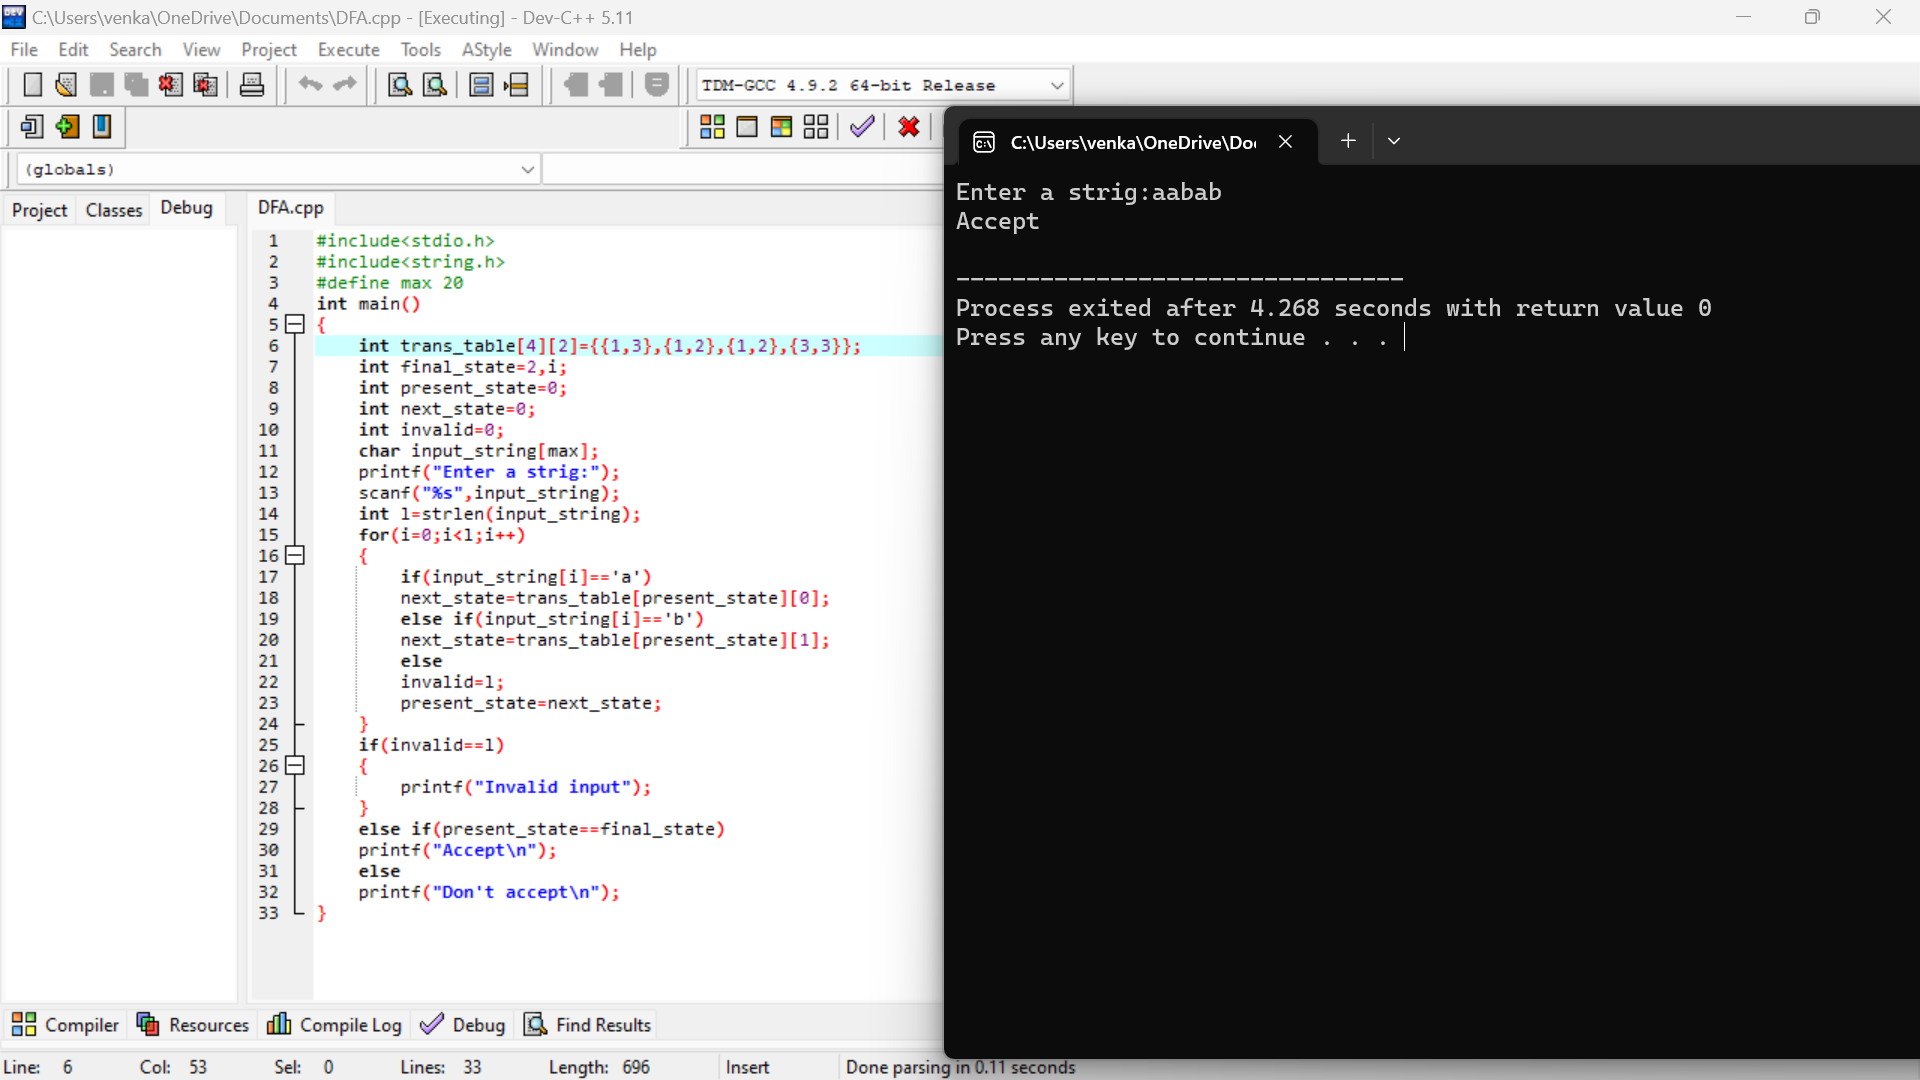 C:\Users\venka\OneDrive\Documents\DFA.cpp - [Executing] - Dev-C++ 5.11
File Edit Search View Project Execute Tools AStyle Window Help
TDM-GCC 4.9.2 64-bit Release
(globals)
Project Classes Debug
DFA.cpp
1 #include<stdio.h>
2 #include<string.h>
3 #define max 20
4 int main()
5 {
6 int trans_table[4][2]={{1,3},{1,2},{1,2},{3,3}};
7 int final_state=2,i;
8 int present_state=0;
9 int next_state=0;
10 int invalid=0;
11 char input_string[max];
12 printf("Enter a strig:");
13 scanf("%s",input_string);
14 int l=strlen(input_string);
15 for(i=0;i<l;i++)
16 {
17 if(input_string[i]=='a')
18 next_state=trans_table[present_state][0];
19 else if(input_string[i]=='b')
20 next_state=trans_table[present_state][1];
21 else
22 invalid=l;
23 present_state=next_state;
24 }
25 if(invalid==l)
26 {
27 printf("Invalid input");
28 }
29 else if(present_state==final_state)
30 printf("Accept\n");
31 else
32 printf("Don't accept\n");
33 }
C:\Users\venka\OneDrive\Do
Enter a strig:aabab
Accept
--------------------------------
Process exited after 4.268 seconds with return value 0
Press any key to continue . . .
Compiler Resources Compile Log Debug Find Results
Line: 6 Col: 53 Sel: 0 Lines: 33 Length: 696 Insert Done parsing in 0.11 seconds